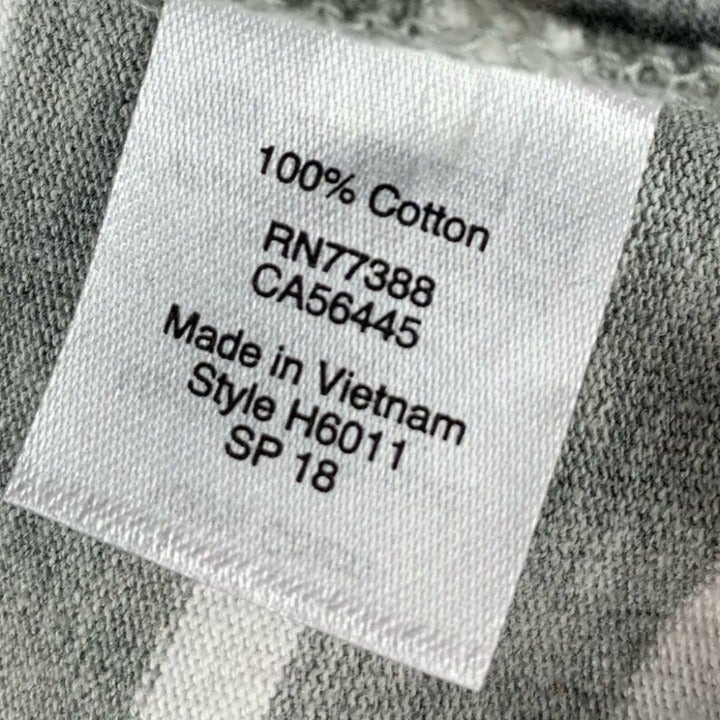 100% Cotton
RN77388
CA56445
Made in Vietnam
Style H6011
SP 18